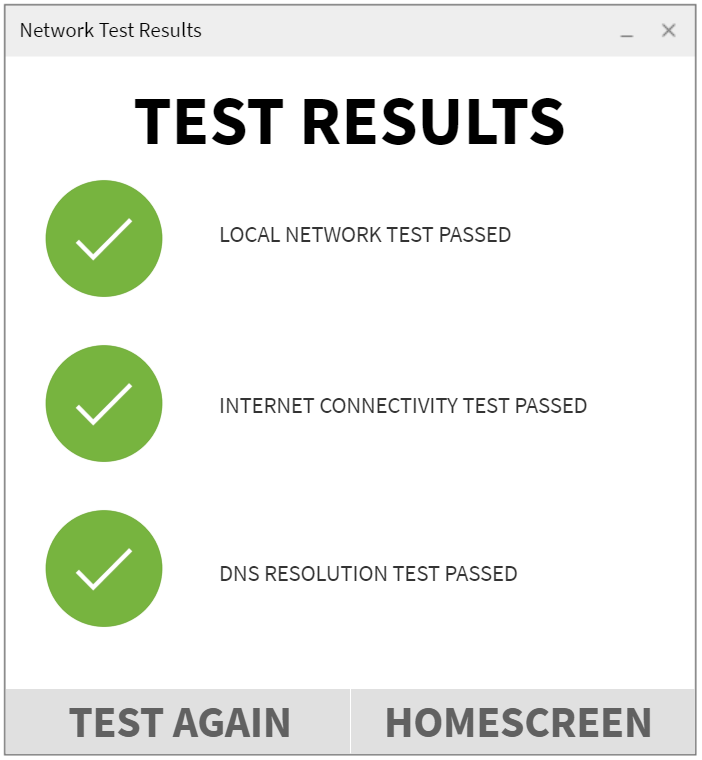 Network Test Results
TEST RESULTS
LOCAL NETWORK TEST PASSED
INTERNET CONNECTIVITY TEST PASSED
DNS RESOLUTION TEST PASSED
TEST AGAIN
HOMESCREEN